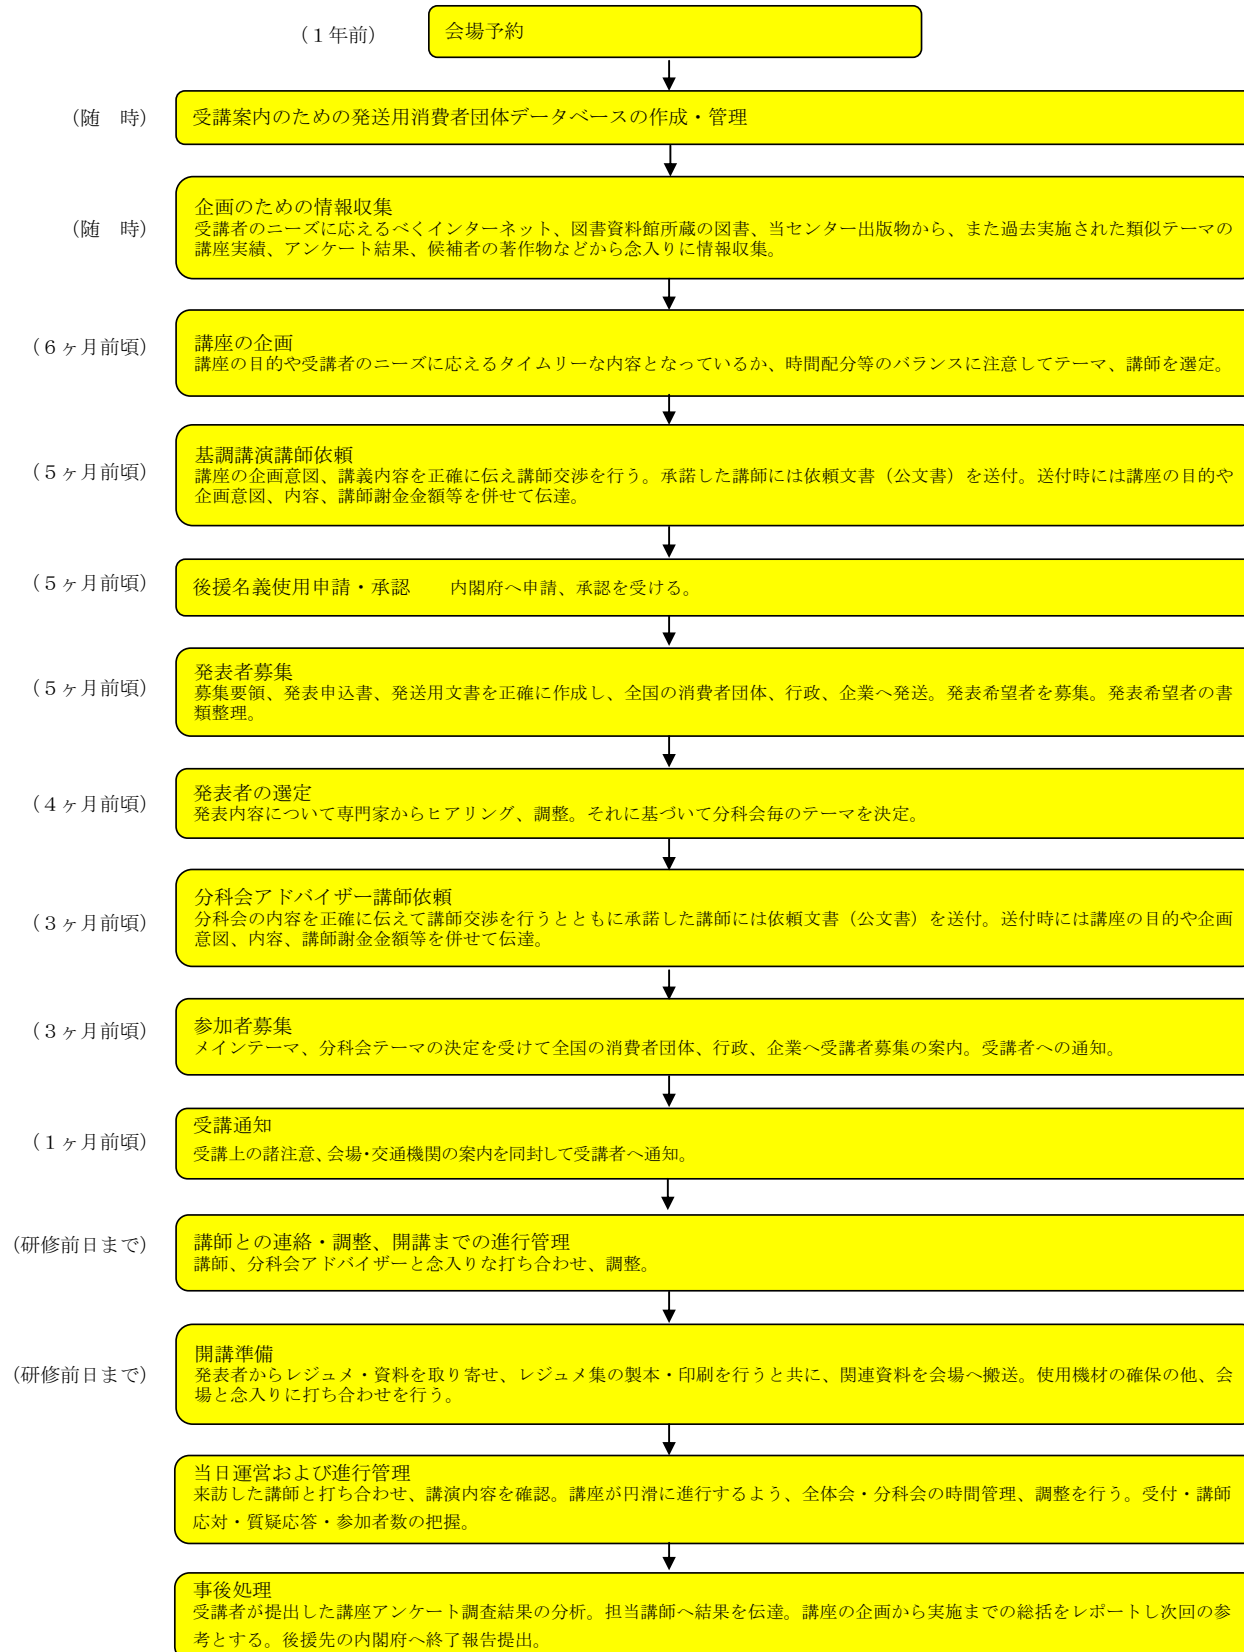 （１年前）
会場予約
（随　時）
受講案内のための発送用消費者団体データベースの作成・管理
（随　時）
企画のための情報収集
受講者のニーズに応えるべくインターネット、図書資料館所蔵の図書、当センター出版物から、また過去実施された類似テーマの
講座実績、アンケート結果、候補者の著作物などから念入りに情報収集。
（６ヶ月前頃）
講座の企画
講座の目的や受講者のニーズに応えるタイムリーな内容となっているか、時間配分等のバランスに注意してテーマ、講師を選定。
（５ヶ月前頃）
基調講演講師依頼
講座の企画意図、講義内容を正確に伝え講師交渉を行う。承諾した講師には依頼文書（公文書）を送付。送付時には講座の目的や
企画意図、内容、講師謝金金額等を併せて伝達。
（５ヶ月前頃）
後援名義使用申請・承認　　内閣府へ申請、承認を受ける。
（５ヶ月前頃）
発表者募集
募集要領、発表申込書、発送用文書を正確に作成し、全国の消費者団体、行政、企業へ発送。発表希望者を募集。発表希望者の書
類整理。
（４ヶ月前頃）
発表者の選定
発表内容について専門家からヒアリング、調整。それに基づいて分科会毎のテーマを決定。
（３ヶ月前頃）
分科会アドバイザー講師依頼
分科会の内容を正確に伝えて講師交渉を行うとともに承諾した講師には依頼文書（公文書）を送付。送付時には講座の目的や企画
意図、内容、講師謝金金額等を併せて伝達。
（３ヶ月前頃）
参加者募集
メインテーマ、分科会テーマの決定を受けて全国の消費者団体、行政、企業へ受講者募集の案内。受講者への通知。
（１ヶ月前頃）
受講通知
受講上の諸注意、会場・交通機関の案内を同封して受講者へ通知。
（研修前日まで）
講師との連絡・調整、開講までの進行管理
講師、分科会アドバイザーと念入りな打ち合わせ、調整。
（研修前日まで）
開講準備
発表者からレジュメ・資料を取り寄せ、レジュメ集の製本・印刷を行うと共に、関連資料を会場へ搬送。使用機材の確保の他、会
場と念入りに打ち合わせを行う。
当日運営および進行管理
来訪した講師と打ち合わせ、講演内容を確認。講座が円滑に進行するよう、全体会・分科会の時間管理、調整を行う。受付・講師
応対・質疑応答・参加者数の把握。
事後処理
受講者が提出した講座アンケート調査結果の分析。担当講師へ結果を伝達。講座の企画から実施までの総括をレポートし次回の参
考とする。後援先の内閣府へ終了報告提出。